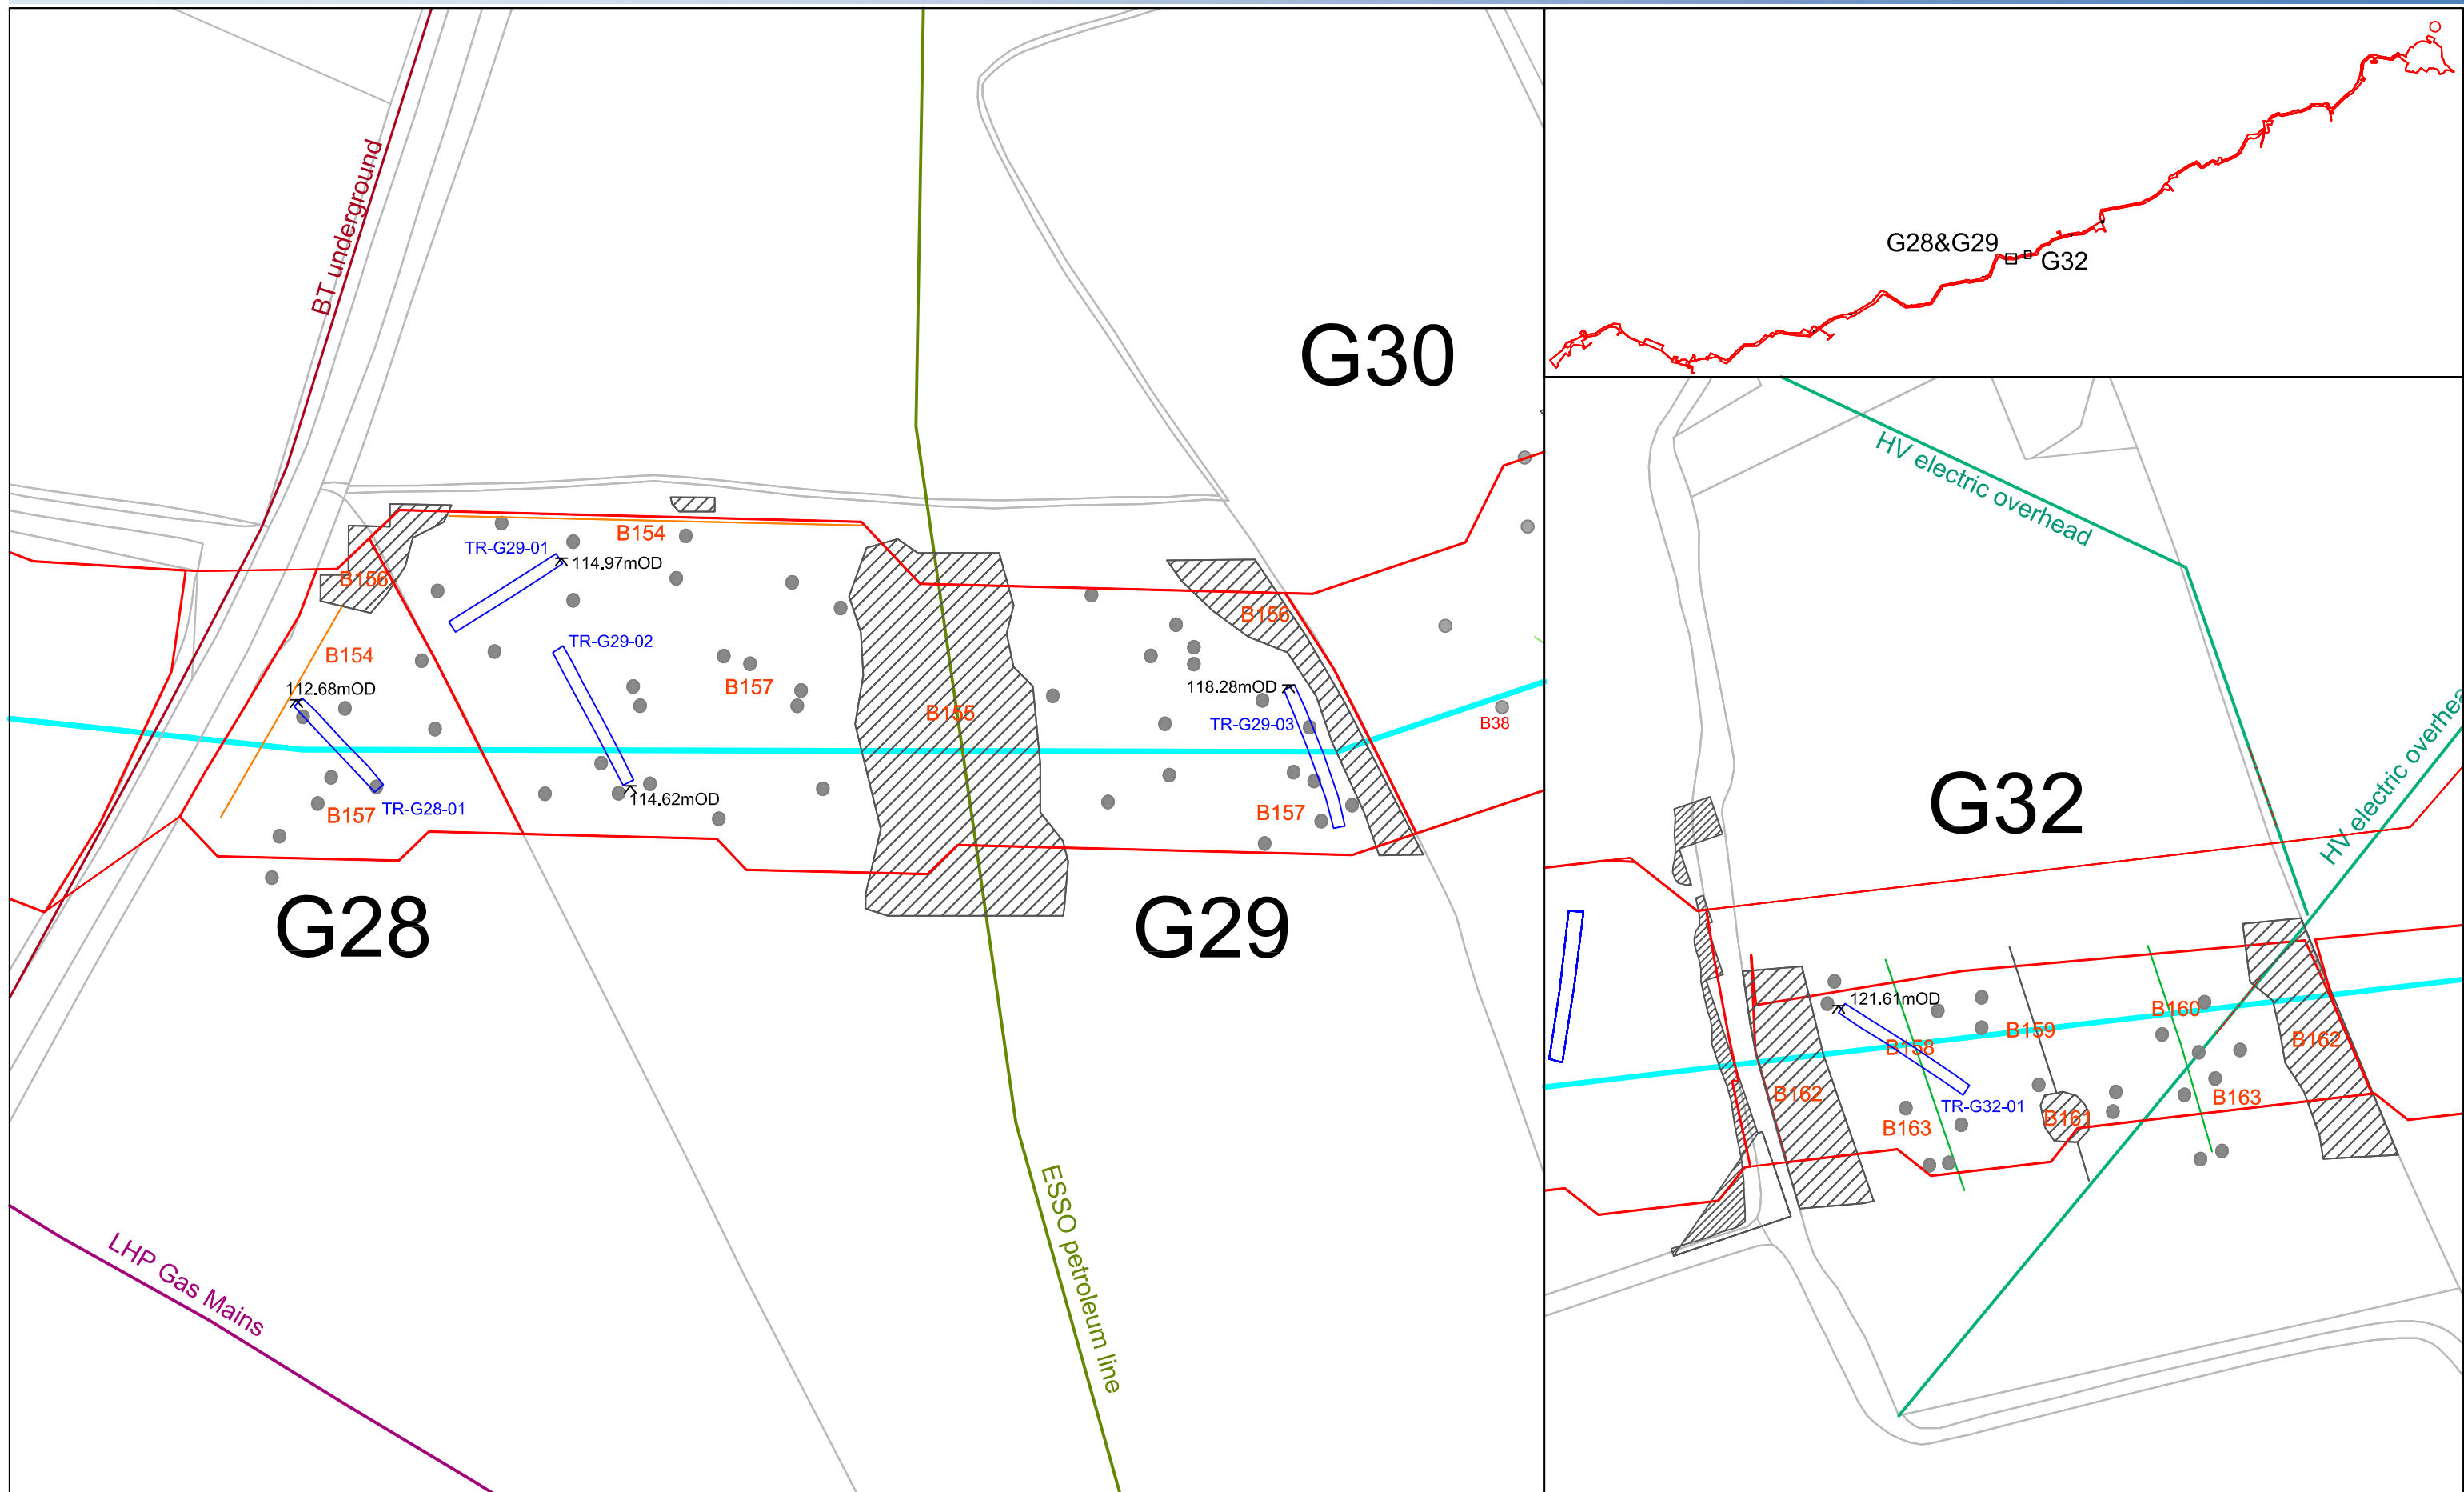 BT underground
G30
B154
TR-G29-01
114.97mOD
B156
B154
TR-G29-02
B156
112.68mOD
B157
118.28mOD
B155
TR-G29-03
B38
B157
TR-G28-01
114.62mOD
B157
G28
G29
LHP Gas Mains
ESSO petroleum line
G28&G29
G32
HV electric overhead
HV electric overhea
G32
121.61mOD
B158
B159
B160
B162
B162
TR-G32-01
B163
B161
B163